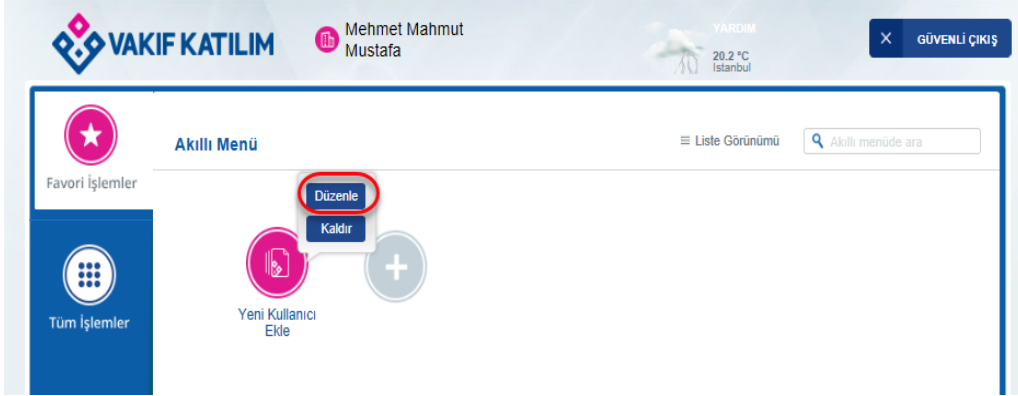 VAKIF KATILIM
Mehmet Mahmut
Mustafa
YARDIM
20.2 °C
İstanbul
X GÜVENLİ ÇIKIŞ
Favori İşlemler
Akıllı Menü
Liste Görünümü
Akıllı menüde ara
Düzenle
Kaldır
Yeni Kullanıcı
Ekle
Tüm İşlemler